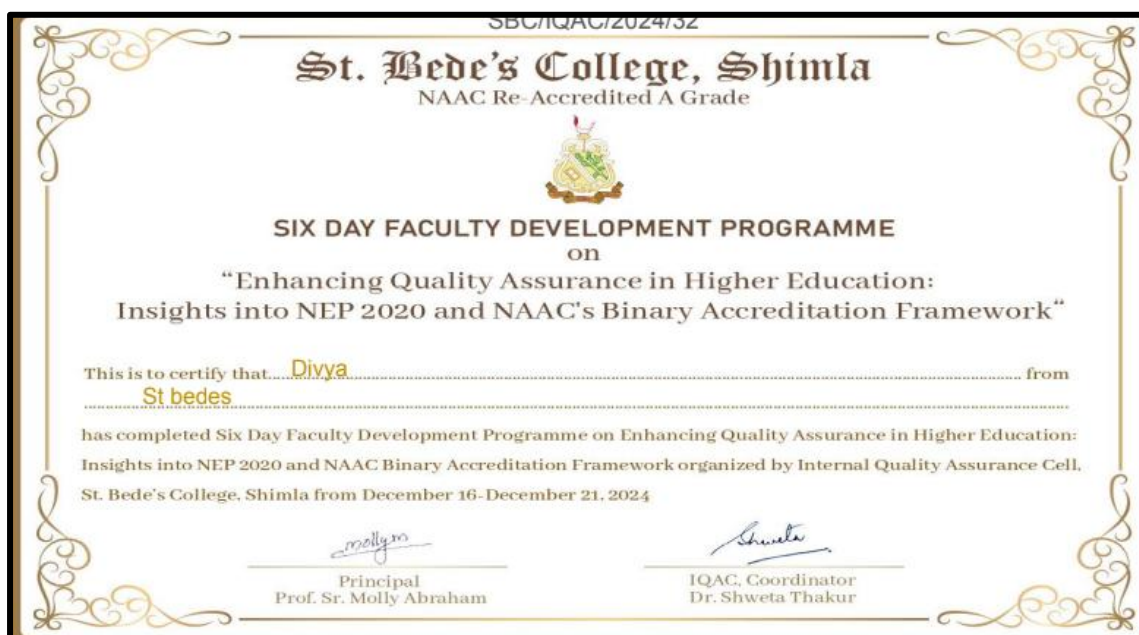 SBC/IQAC/2024/32
St. Bede's College, Shimla
NAAC Re-Accredited A Grade
SIX DAY FACULTY DEVELOPMENT PROGRAMME
on
“Enhancing Quality Assurance in Higher Education:
Insights into NEP 2020 and NAAC's Binary Accreditation Framework“
This is to certify that....Divya.... from
St bedes
has completed Six Day Faculty Development Programme on Enhancing Quality Assurance in Higher Education:
Insights into NEP 2020 and NAAC Binary Accreditation Framework organized by Internal Quality Assurance Cell,
St. Bede's College, Shimla from December 16-December 21, 2024
mollym Shweta
Principal IQAC, Coordinator
Prof. Sr. Molly Abraham Dr. Shweta Thakur